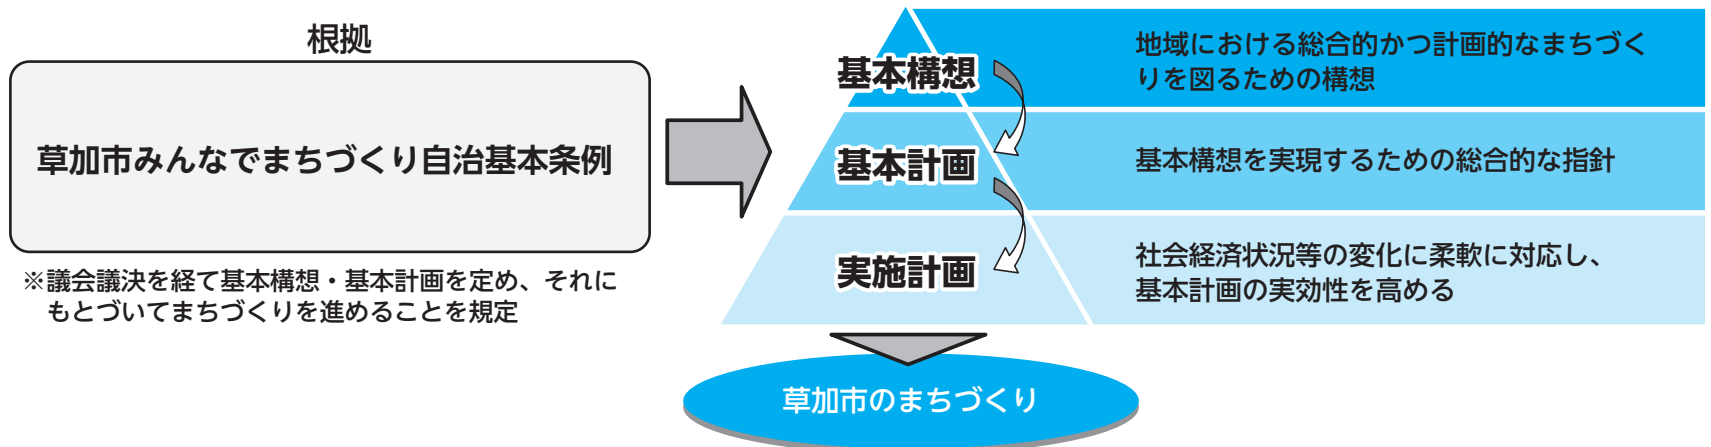 根拠
草加市みんなでまちづくり自治基本条例
※議会議決を経て基本構想・基本計画を定め、それに
もとづいてまちづくりを進めることを規定
基本構想
地域における総合的かつ計画的なまちづく
りを図るための構想
基本計画
基本構想を実現するための総合的な指針
実施計画
社会経済状況等の変化に柔軟に対応し、
基本計画の実効性を高める
草加市のまちづくり